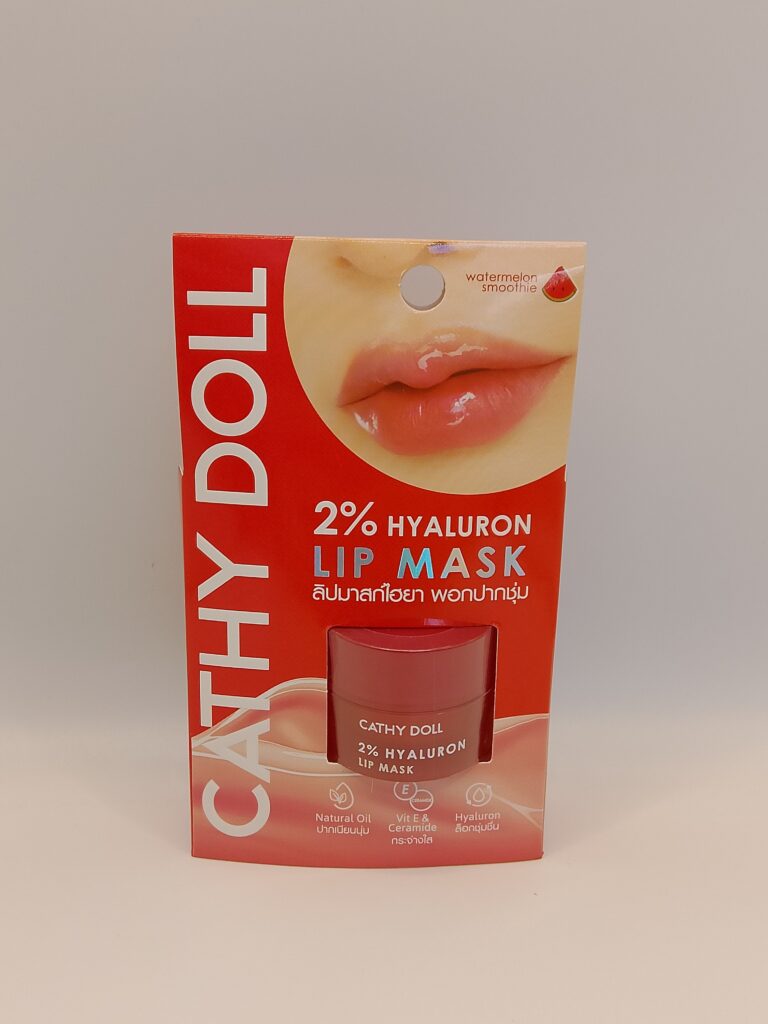 CATHY DOLL
watermelon
smoothie
2% HYALURON
LIP MASK
ลิปมาสก์ไฮยา พอกปากชุ่ม
CATHY DOLL
2% HYALURON
LIP MASK
Natural Oil
ปากเนียนนุ่ม
E
CERAMIDE
Vit E &
Ceramide
กระจ่างใส
Hyaluron
ล็อกชุ่มชื่น